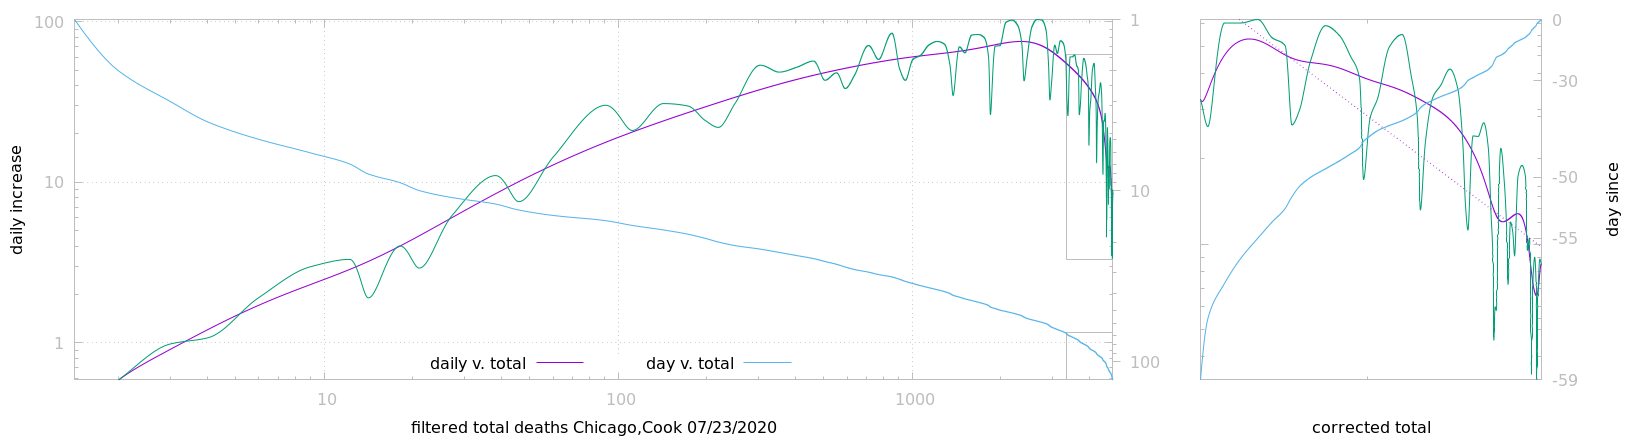 100
10
1
daily increase
10
100
1000
filtered total deaths Chicago,Cook 07/23/2020
daily v. total
day v. total
1
10
100
0
-30
-50
-55
-59
day since
corrected total